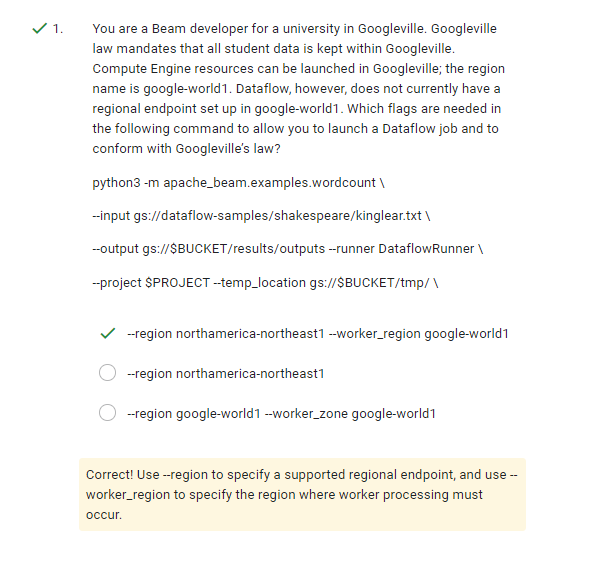 1. You are a Beam developer for a university in Googleville. Googleville
law mandates that all student data is kept within Googleville.
Compute Engine resources can be launched in Googleville; the region
name is google-world1. Dataflow, however, does not currently have a
regional endpoint set up in google-world1. Which flags are needed in
the following command to allow you to launch a Dataflow job and to
conform with Googleville’s law?
python3 -m apache_beam.examples.wordcount \
--input gs://dataflow-samples/shakespeare/kinglear.txt \
--output gs://$BUCKET/results/outputs --runner DataflowRunner \
--project $PROJECT --temp_location gs://$BUCKET/tmp/ \
--region northamerica-northeast1 --worker_region google-world1
--region northamerica-northeast1
--region google-world1 --worker_zone google-world1
Correct! Use --region to specify a supported regional endpoint, and use --
worker_region to specify the region where worker processing must
occur.